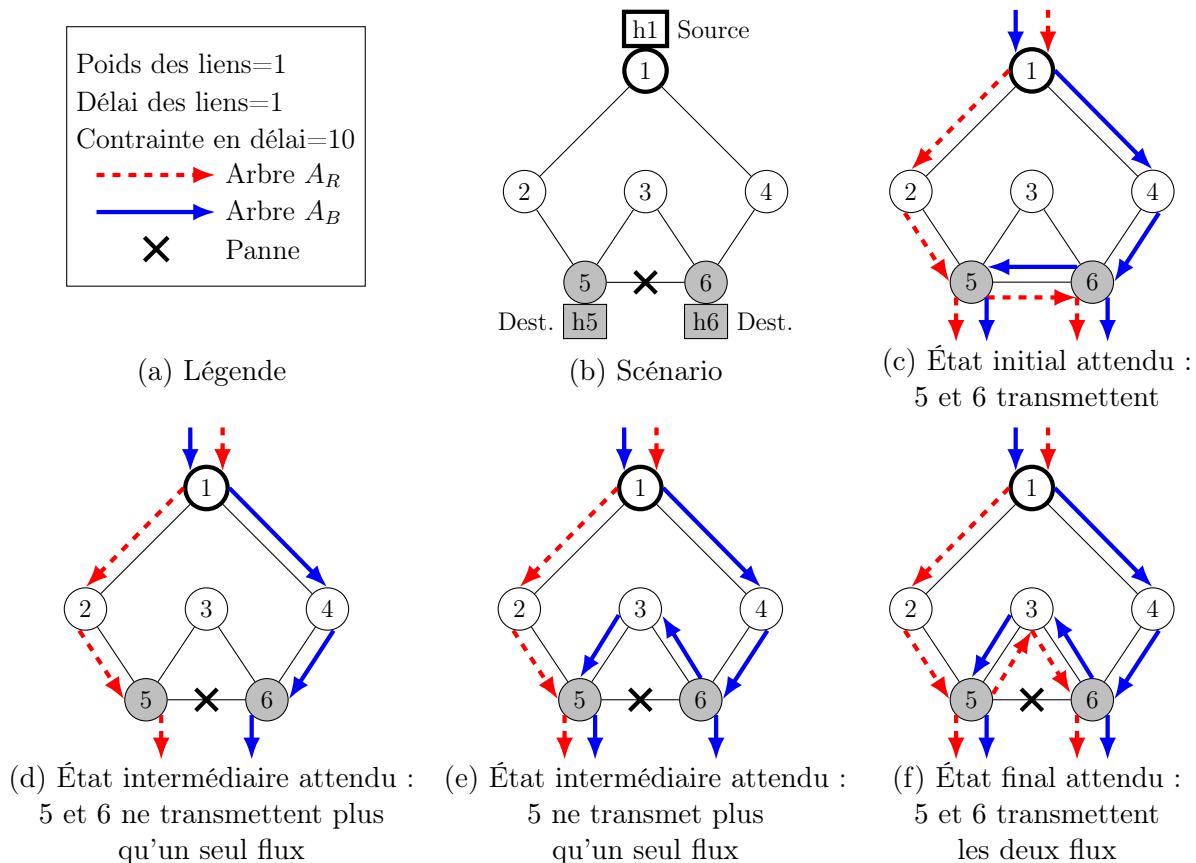 Poids des liens=1
Délai des liens=1
Contrainte en délai=10
Arbre A_R
Arbre A_B
Panne
(a) Légende
h1 Source
1
2 3 4
5 6
Dest. h5 h6 Dest.
(b) Scénario
1
2 3 4
5 6
(c) État initial attendu :
5 et 6 transmettent
1
2 3 4
5 6
(d) État intermédiaire attendu :
5 et 6 ne transmettent plus
qu'un seul flux
1
2 3 4
5 6
(e) État intermédiaire attendu :
5 ne transmet plus
qu'un seul flux
1
2 3 4
5 6
(f) État final attendu :
5 et 6 transmettent
les deux flux